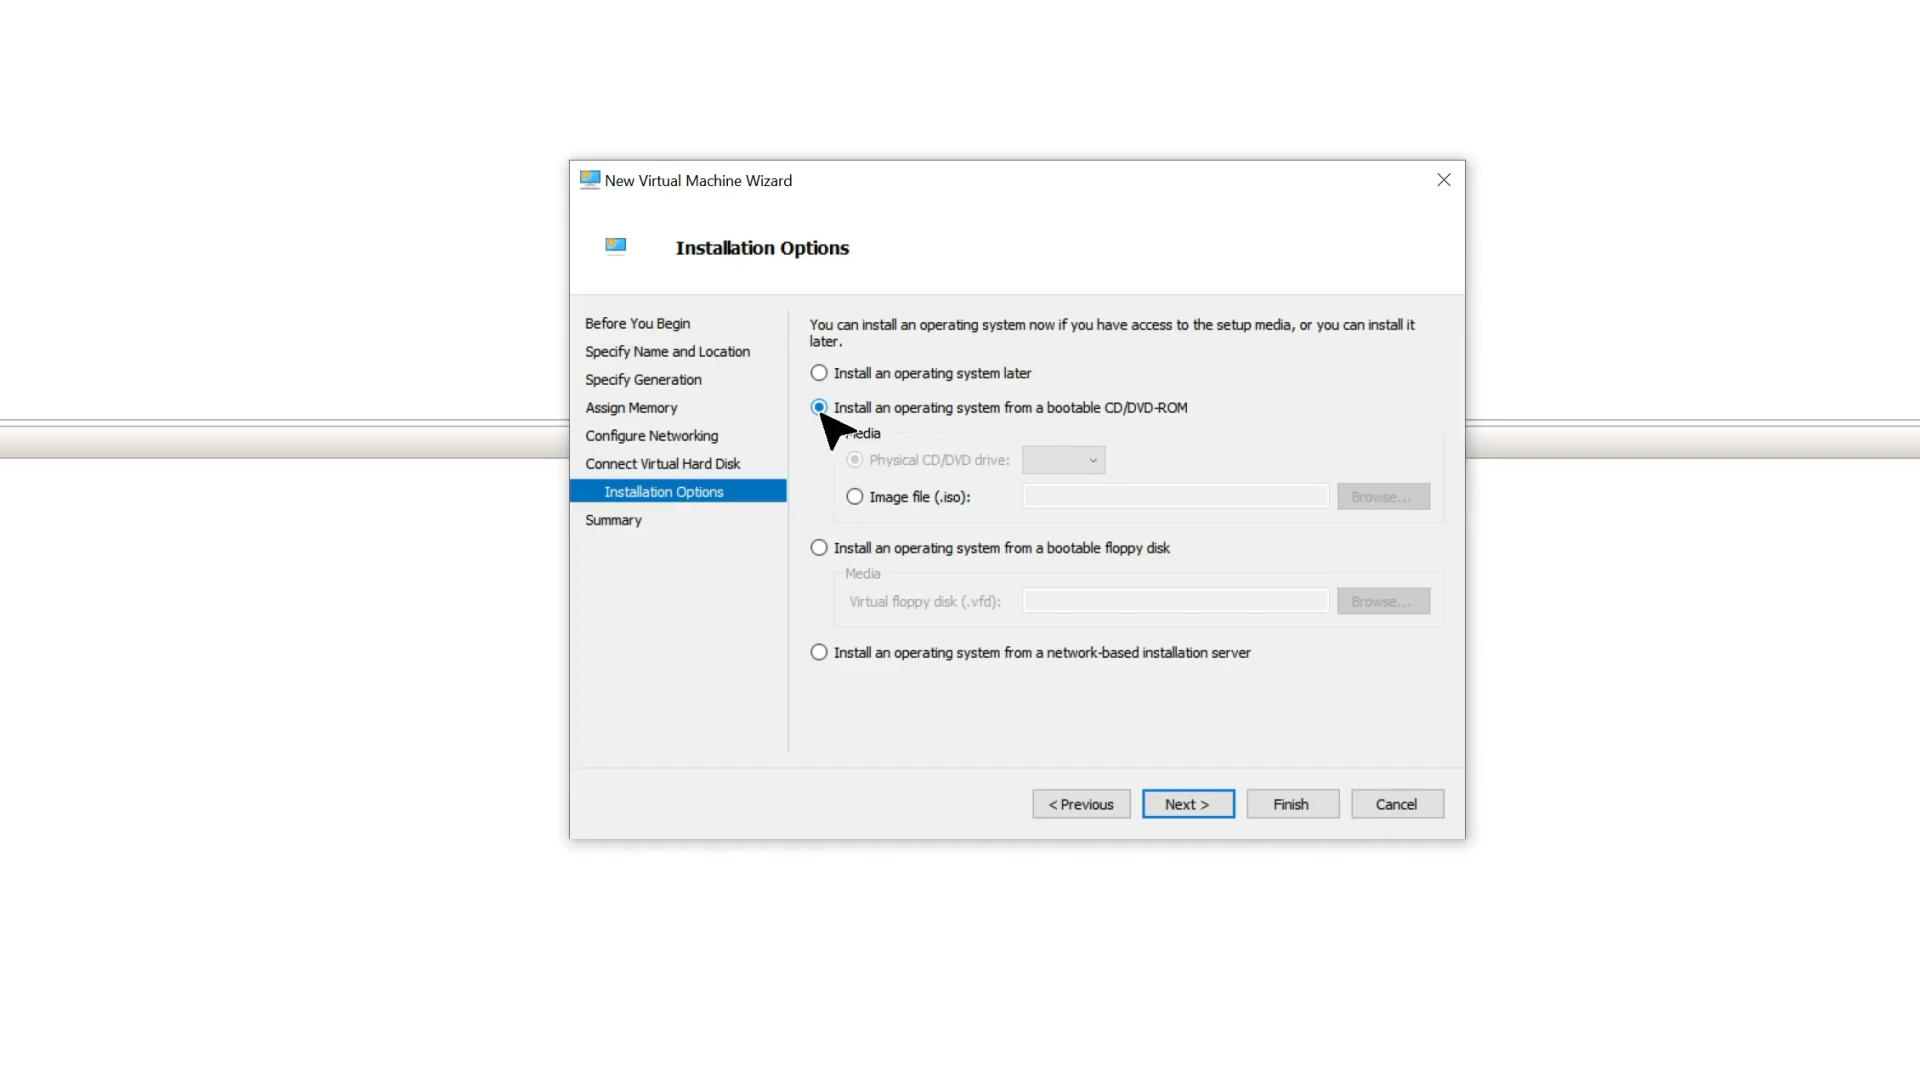 New Virtual Machine Wizard
Installation Options
Before You Begin
Specify Name and Location
Specify Generation
Assign Memory
Configure Networking
Connect Virtual Hard Disk
Installation Options
Summary
You can install an operating system now if you have access to the setup media, or you can install it
later.
Install an operating system later
Install an operating system from a bootable CD/DVD-ROM
Media
Physical CD/DVD drive:
Image file (.iso):
Browse...
Install an operating system from a bootable floppy disk
Media
Virtual floppy disk (.vfd):
Browse...
Install an operating system from a network-based installation server
< Previous
Next >
Finish
Cancel